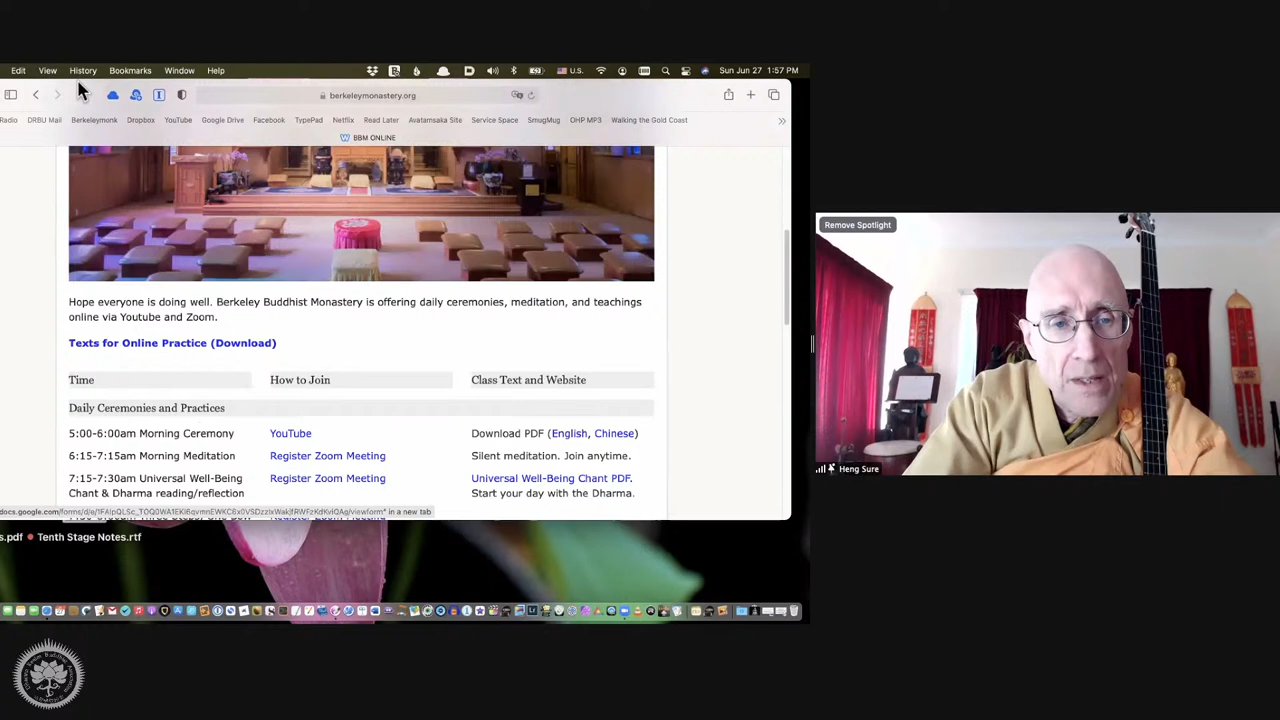 Edit View History Bookmarks Window Help U.S. Sun Jun 27 1:57 PM
berkeleymonastery.org
Radio DRBU Mail Berkeleymonk Dropbox YouTube Google Drive Facebook TypePad Netflix Read Later Avatamsaka Site Service Space SmugMug OHP MP3 Walking the Gold Coast
BBM ONLINE
Remove Spotlight
Hope everyone is doing well. Berkeley Buddhist Monastery is offering daily ceremonies, meditation, and teachings
online via Youtube and Zoom.
Texts for Online Practice (Download)
Time How to Join Class Text and Website
Daily Ceremonies and Practices
5:00-6:00am Morning Ceremony YouTube Download PDF (English, Chinese)
6:15-7:15am Morning Meditation Register Zoom Meeting Silent meditation. Join anytime.
7:15-7:30am Universal Well-Being Register Zoom Meeting Universal Well-Being Chant PDF.
Chant & Dharma reading/reflection Start your day with the Dharma.
in a new tab
Heng Sure
s.pdf Tenth Stage Notes.rtf